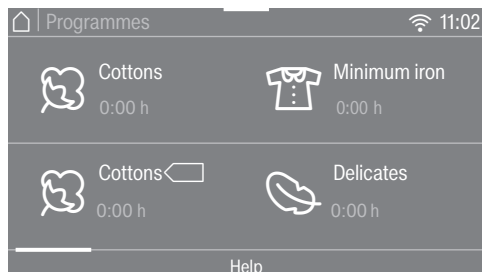 Programmes 11:02
Cottons
0:00 h
Minimum iron
0:00 h
Cottons
0:00 h
Delicates
0:00 h
Help